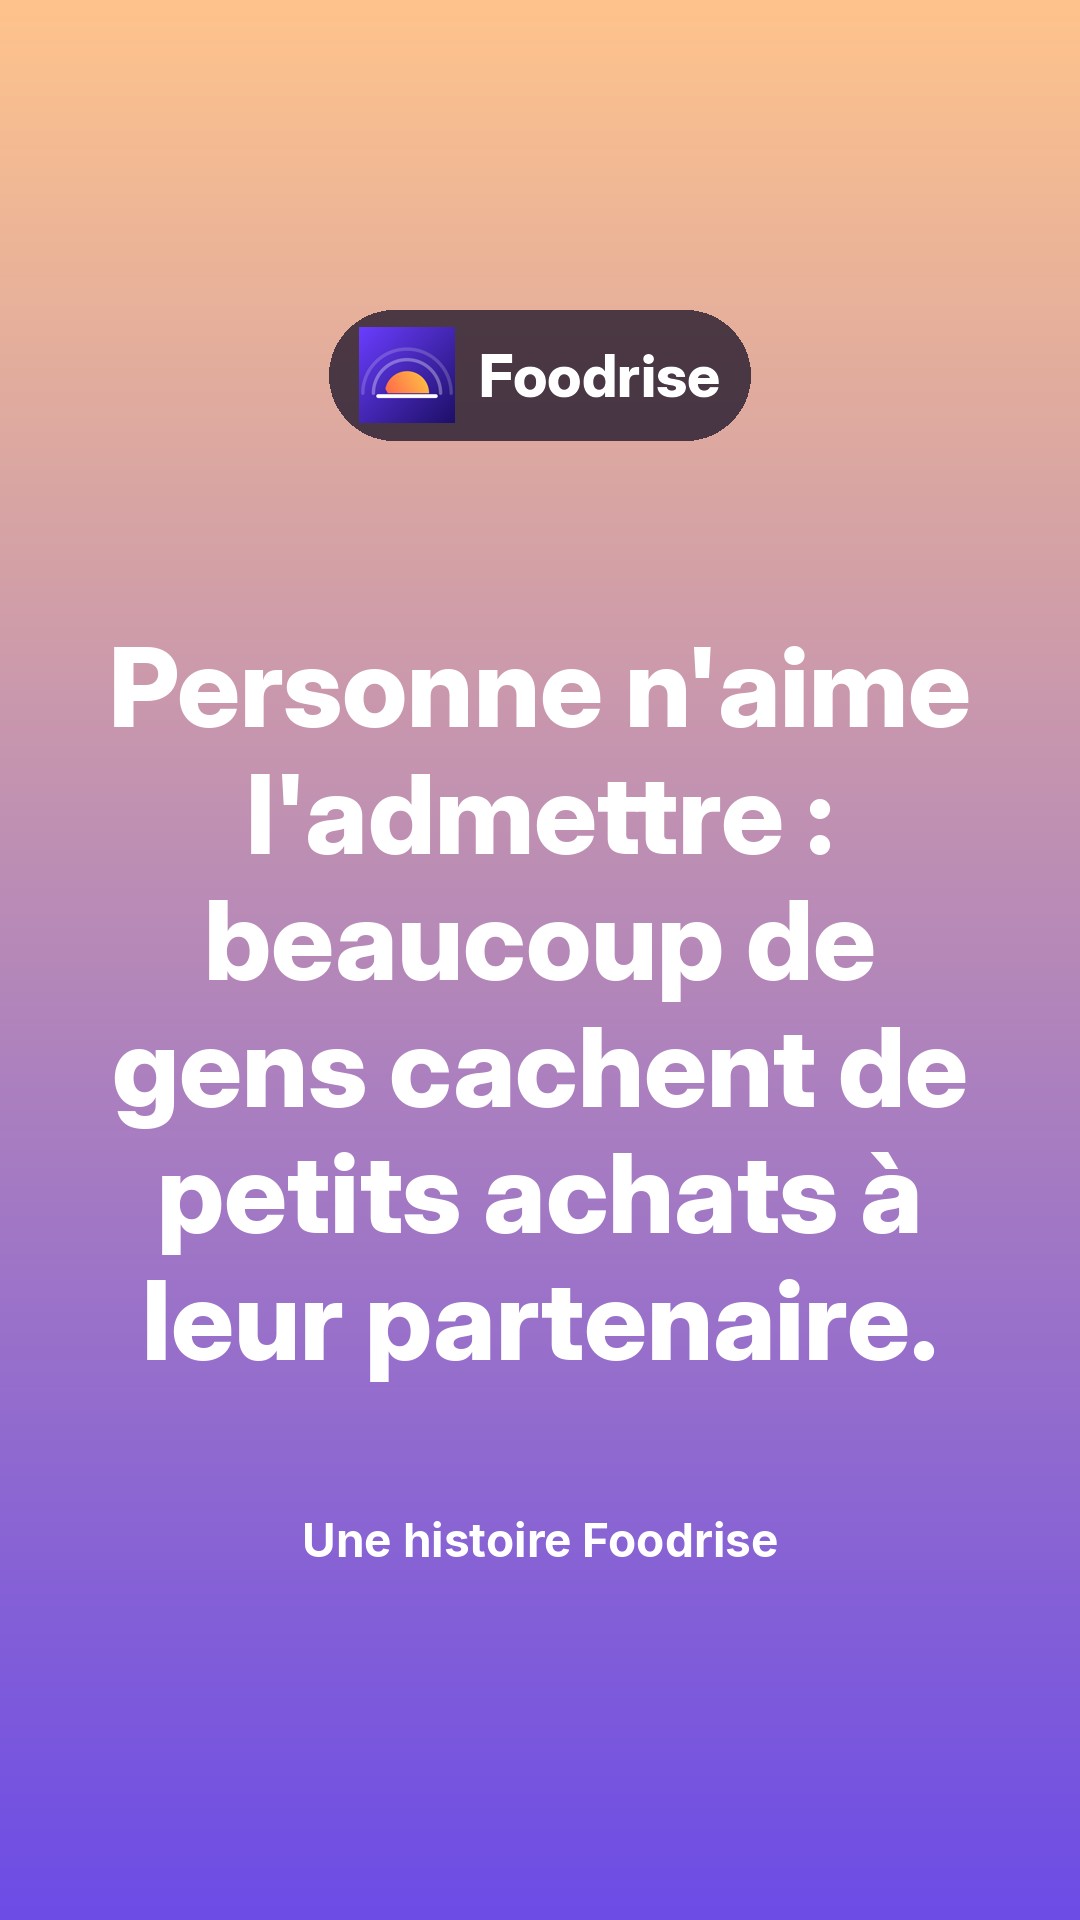 Foodrise
Personne n'aime
l'admettre :
beaucoup de
gens cachent de
petits achats à
leur partenaire.
Une histoire Foodrise